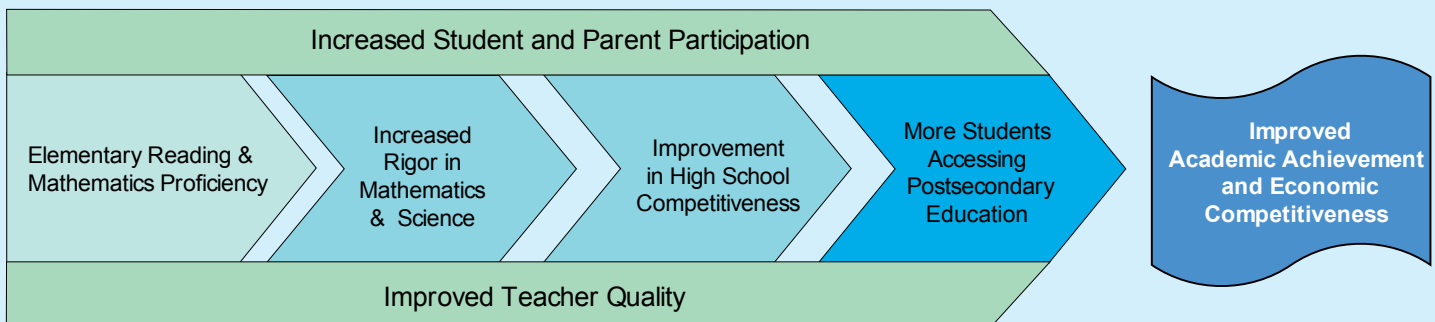 Increased Student and Parent Participation
Elementary Reading &
Mathematics Proficiency
Increased
Rigor in
Mathematics
& Science
Improvement
in High School
Competitiveness
More Students
Accessing
Postsecondary
Education
Improved
Academic Achievement
and Economic
Competitiveness
Improved Teacher Quality